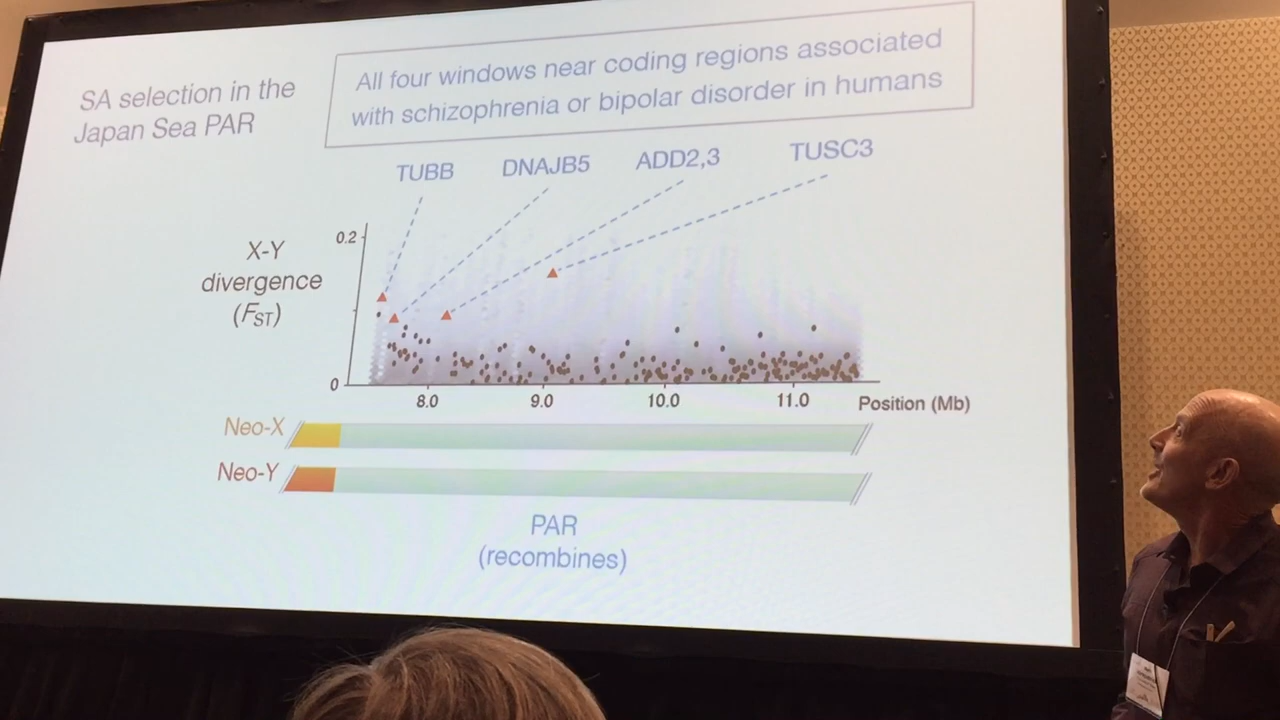 SA selection in the
Japan Sea PAR
All four windows near coding regions associated
with schizophrenia or bipolar disorder in humans
TUBB DNAJB5 ADD2,3 TUSC3
X-Y
divergence
(FST)
0.2
0
8.0 9.0 10.0 11.0 Position (Mb)
Neo-X
Neo-Y
PAR
(recombines)